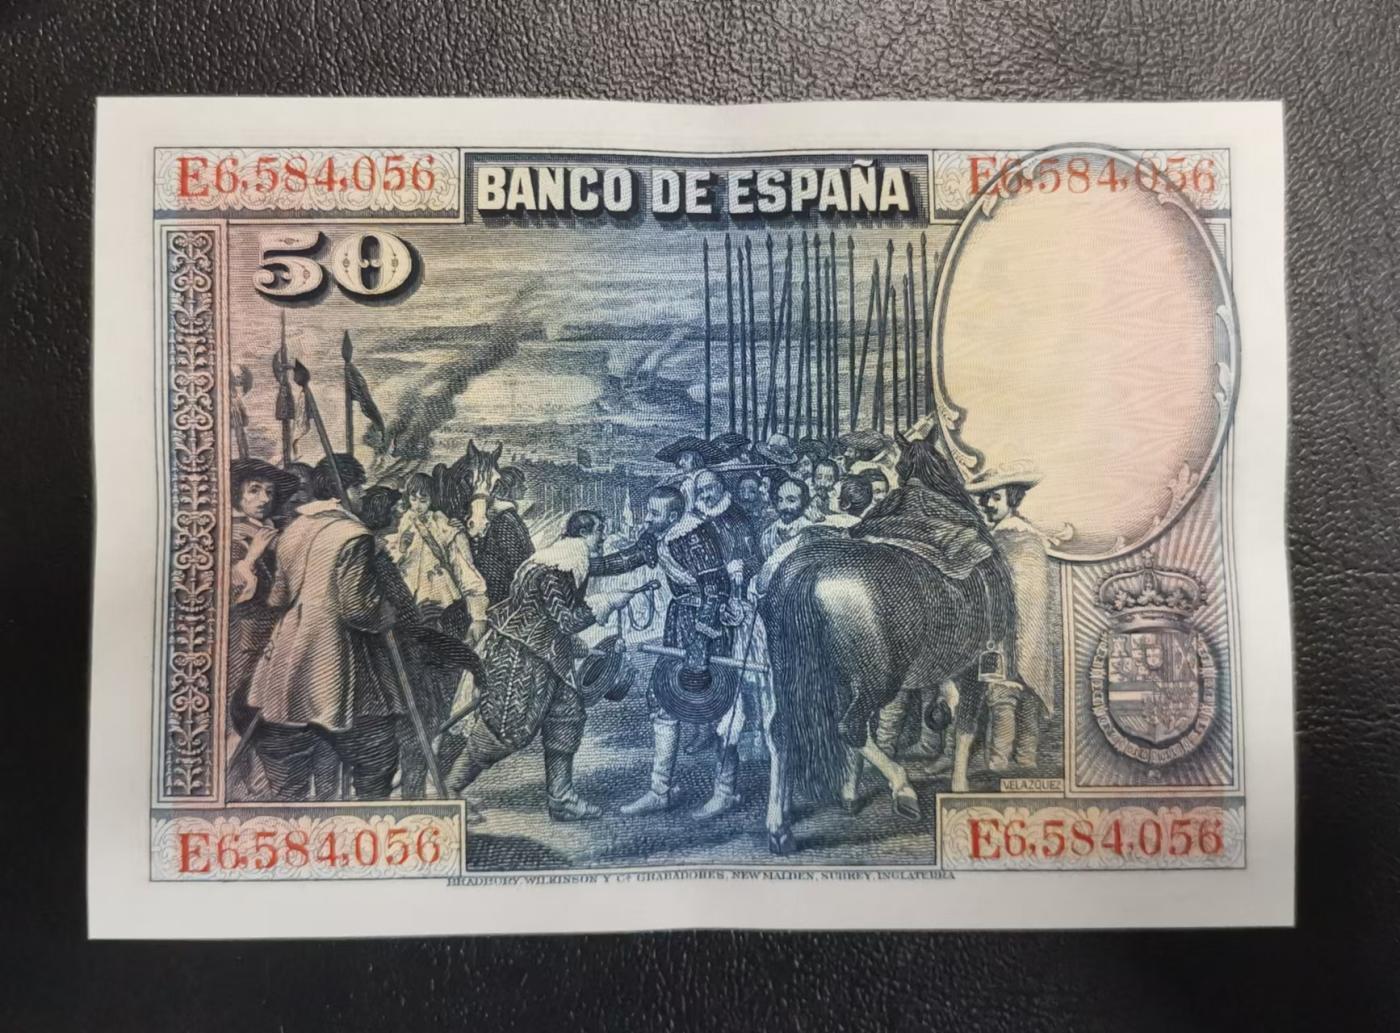 E6,584,056 BANCO DE ESPAÑA E6,584,056
50
VELAZQUEZ
E6,584,056 E6,584,056
BRADBURY, WILKINSON Y Cª GRABADORES, NEW MALDEN, SURREY, INGLATERRA